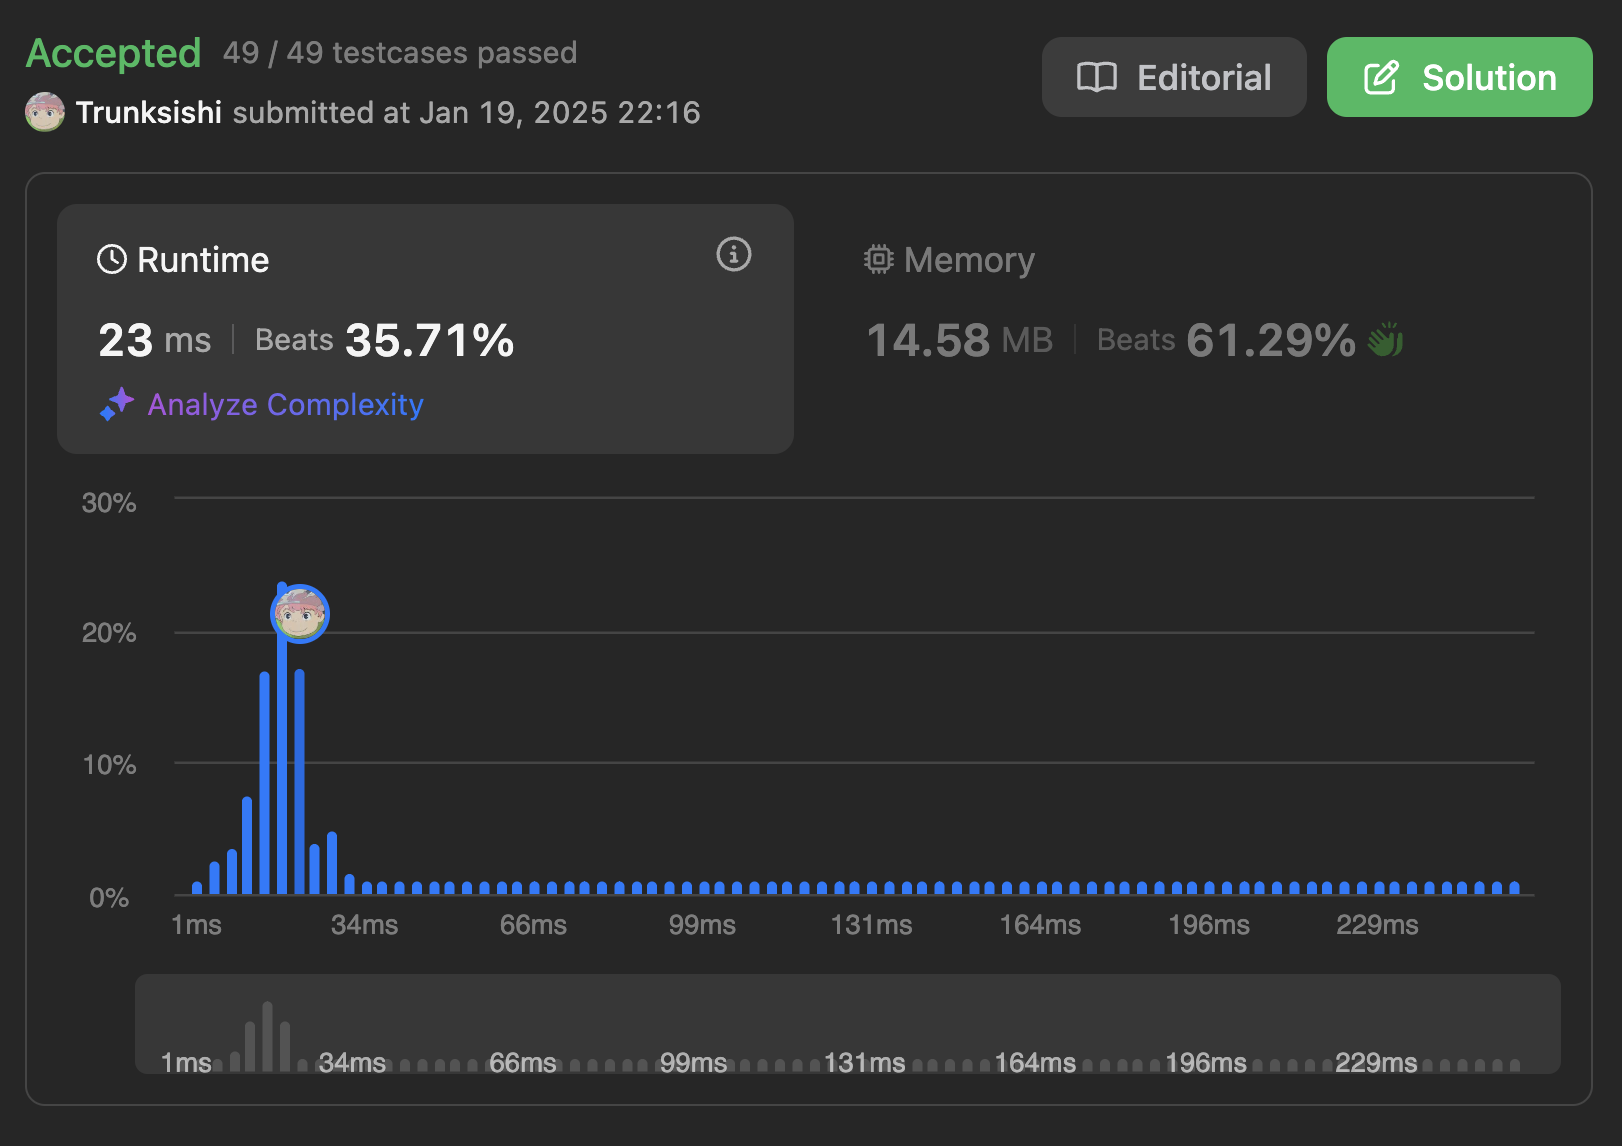 Accepted 49 / 49 testcases passed
Trunksishi submitted at Jan 19, 2025 22:16
Editorial
Solution
Runtime
23 ms | Beats 35.71%
Analyze Complexity
Memory
14.58 MB | Beats 61.29%
30%
20%
10%
0%
1ms 34ms 66ms 99ms 131ms 164ms 196ms 229ms
1ms 34ms 66ms 99ms 131ms 164ms 196ms 229ms